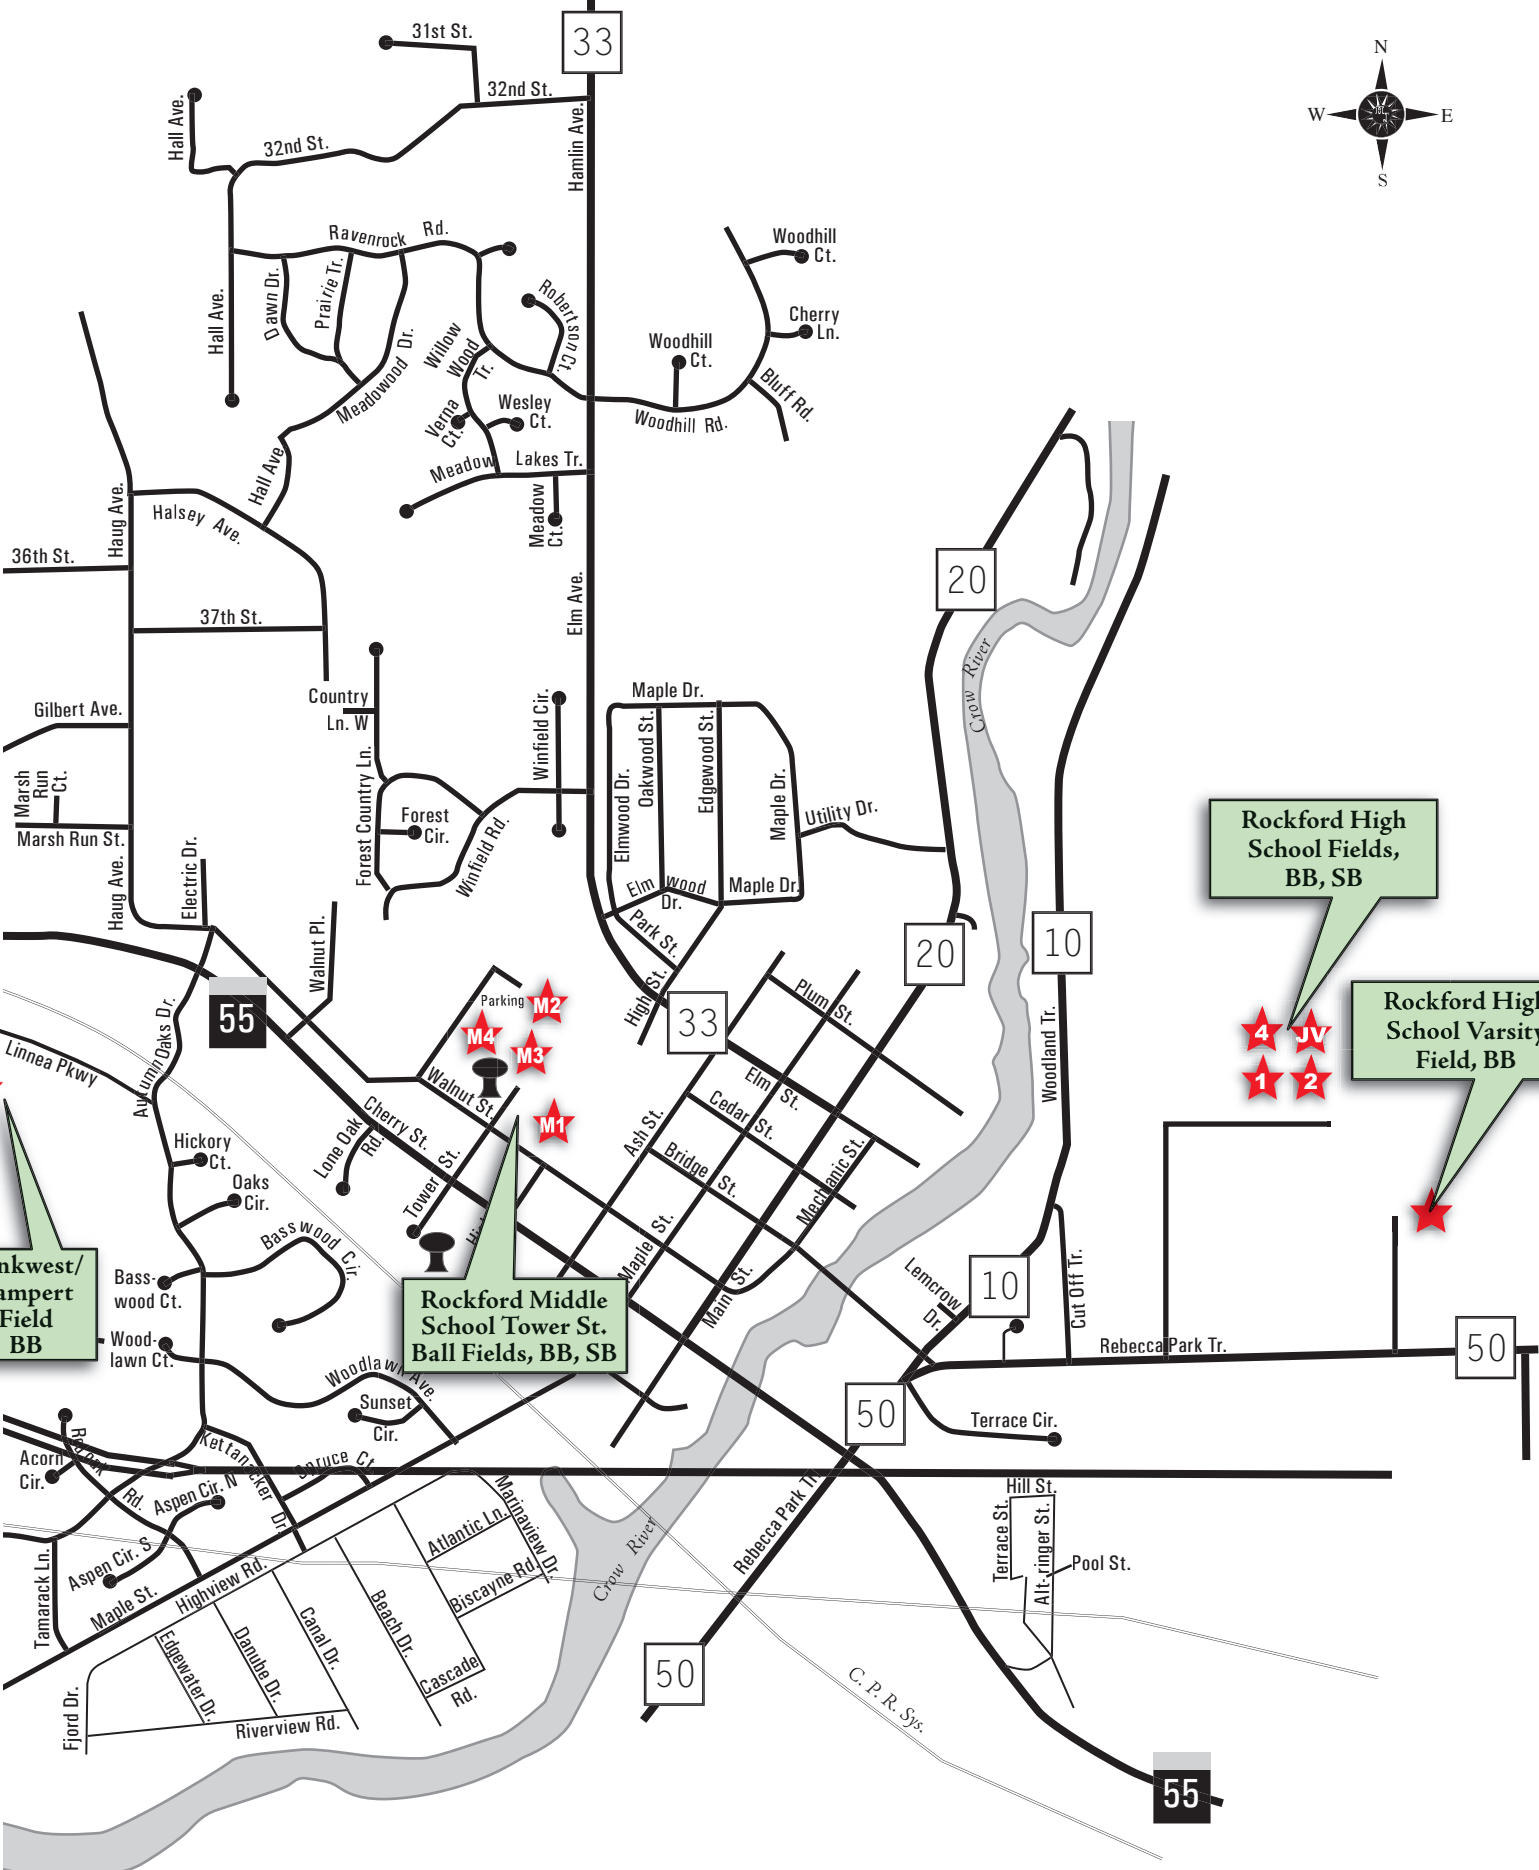 31st St.
33
N
W
E
S
32nd St.
Hall Ave.
32nd St.
Hamlin Ave.
Ravenrock Rd.
Woodhill
Ct.
Dawn Dr.
Prairie Tr.
Hall Ave.
Robertson Ct.
Cherry
Ln.
Willow
Wood
Tr.
Woodhill
Ct.
Meadowood Dr.
Bluff Rd.
Verna
Ct.
Wesley
Ct.
Woodhill Rd.
Hall Ave.
Meadow Lakes Tr.
Haug Ave.
Halsey Ave.
Meadow
Ct.
36th St.
20
37th St.
Elm Ave.
Crow River
Country
Ln. W
Winfield Cir.
Maple Dr.
Gilbert Ave.
Oakwood St.
Edgewood St.
Marsh
Run
Ct.
Forest Country Ln.
Elmwood Dr.
Maple Dr.
Utility Dr.
Marsh Run St.
Forest
Cir.
Winfield Rd.
Rockford High
School Fields,
BB, SB
Haug Ave.
Electric Dr.
Elmwood
Dr.
Maple Dr.
Park St.
Walnut Pl.
20
10
High St.
Plum St.
55
Parking
M2
M4
M3
M1
33
4
JV
1
2
Rockford High
School Varsity
Field, BB
Autumn Oaks Dr.
Linnea Pkwy
Woodland Tr.
Walnut St.
Elm St.
Cherry St.
Cedar St.
Lone Oak
Rd.
Ash St.
Bridge St.
Mechanic St.
Hickory
Ct.
Tower St.
Oaks
Cir.
Basswood Cir.
Maple St.
Bass-
wood Ct.
Main St.
Lemcrow
Dr.
10
Cut Off Tr.
nkwest/
ampert
Field
BB
Rockford Middle
School Tower St.
Ball Fields, BB, SB
Wood-
lawn Ct.
Rebecca Park Tr.
50
Woodlawn Ave.
Sunset
Cir.
50
Terrace Cir.
Acorn
Cir.
Red Oak
Rd.
Kettanacker Dr.
Spruce Ct.
Aspen Cir. N
Marinaview Dr.
Hill St.
Terrace St.
Alt-ringer St.
Atlantic Ln.
Rebecca Park Tr.
Aspen Cir. S
Pool St.
Tamarack Ln.
Maple St.
Highview Rd.
Biscayne Rd.
Crow River
Edgewater Dr.
Danube Dr.
Canal Dr.
Beach Dr.
Cascade
Rd.
50
C. P. R. Sys.
Fjord Dr.
Riverview Rd.
55